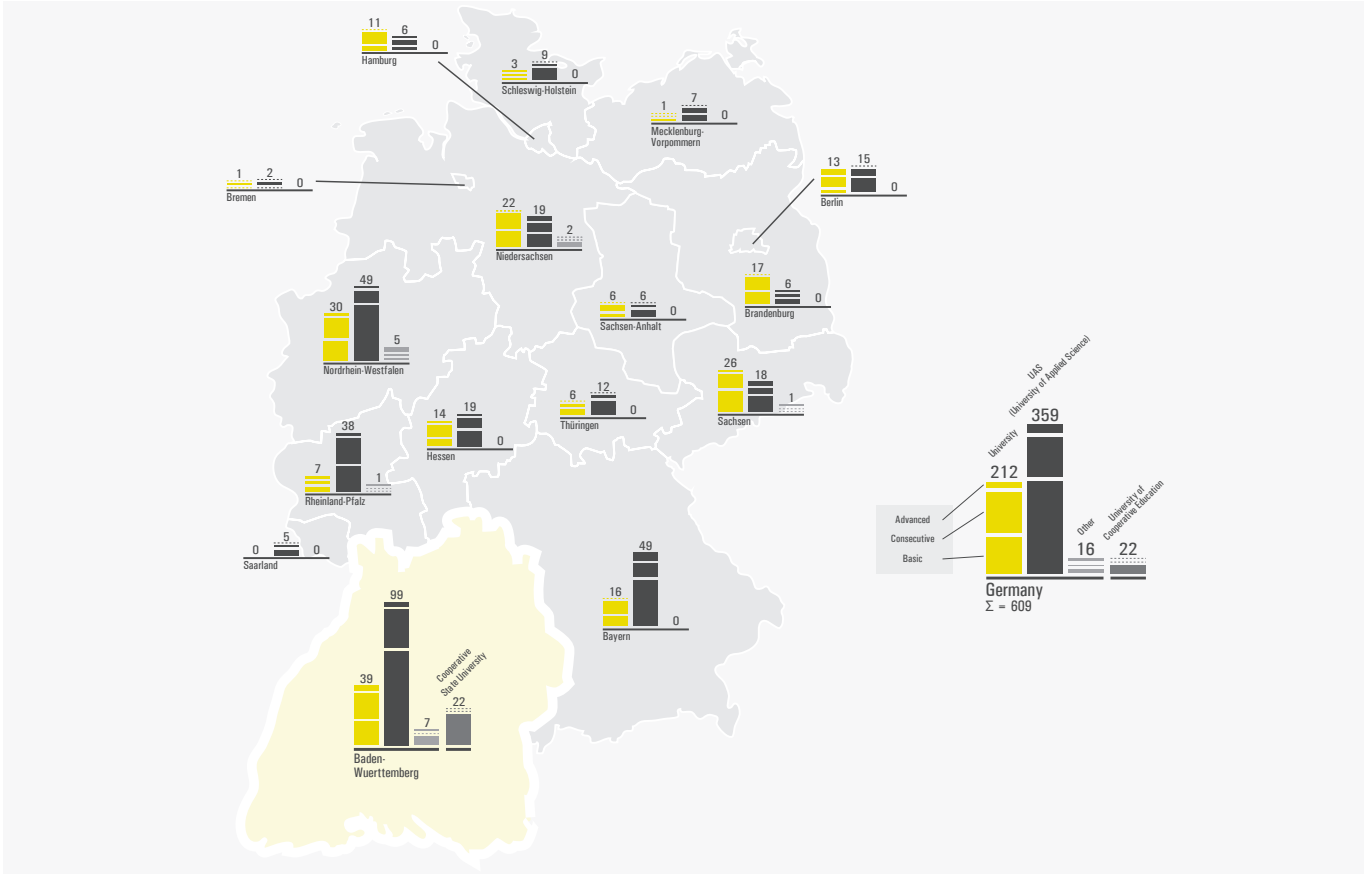 11
6
0
Hamburg
3
9
0
Schleswig-Holstein
1
7
0
Mecklenburg-
Vorpommern
1
2
0
Bremen
13
15
0
Berlin
22
19
2
Niedersachsen
17
6
0
Brandenburg
30
49
5
Nordrhein-Westfalen
6
6
0
Sachsen-Anhalt
26
18
1
Sachsen
6
12
0
Thüringen
14
19
0
Hessen
7
38
1
Rheinland-Pfalz
0
5
0
Saarland
16
49
0
Bayern
39
99
7
22
Cooperative
State University
Baden-
Wuerttemberg
University
UAS
(University of Applied Science)
Other
University of
Cooperative Education
212
359
16
22
Advanced
Consecutive
Basic
Germany
Σ = 609